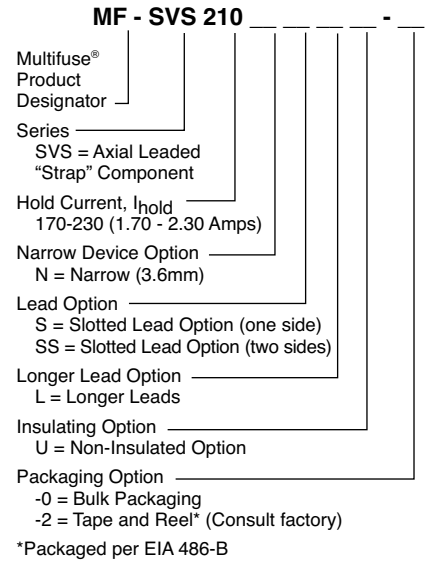 MF - SVS 210 __ __ __ __ - __
Multifuse®
Product
Designator
Series
SVS = Axial Leaded
“Strap” Component
Hold Current, Ihold
170-230 (1.70 - 2.30 Amps)
Narrow Device Option
N = Narrow (3.6mm)
Lead Option
S = Slotted Lead Option (one side)
SS = Slotted Lead Option (two sides)
Longer Lead Option
L = Longer Leads
Insulating Option
U = Non-Insulated Option
Packaging Option
-0 = Bulk Packaging
-2 = Tape and Reel* (Consult factory)
*Packaged per EIA 486-B